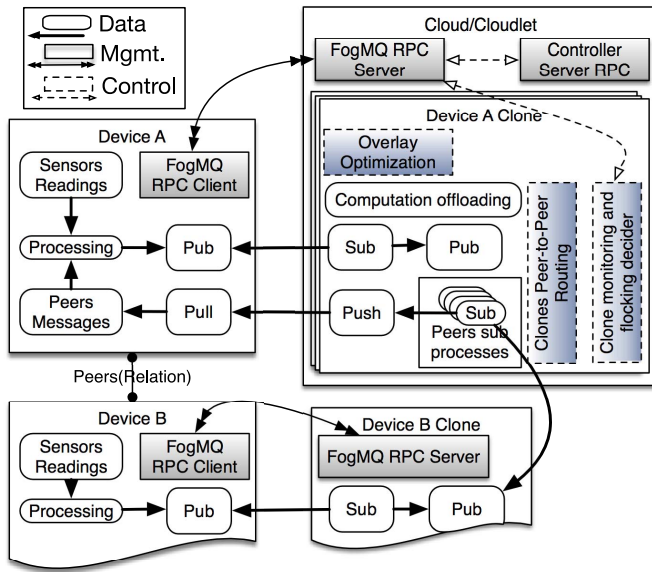 Data
Mgmt.
Control
Cloud/Cloudlet
FogMQ RPC
Server
Controller
Server RPC
Device A
Sensors
Readings
FogMQ
RPC Client
Processing
Pub
Peers
Messages
Pull
Device A Clone
Overlay
Optimization
Computation offloading
Sub
Pub
Push
Sub
Peers sub
processes
Clones Peer-to-Peer
Routing
Clone monitoring and
flocking decider
Peers(Relation)
Device B
Sensors
Readings
FogMQ
RPC Client
Processing
Pub
Device B Clone
FogMQ RPC Server
Sub
Pub